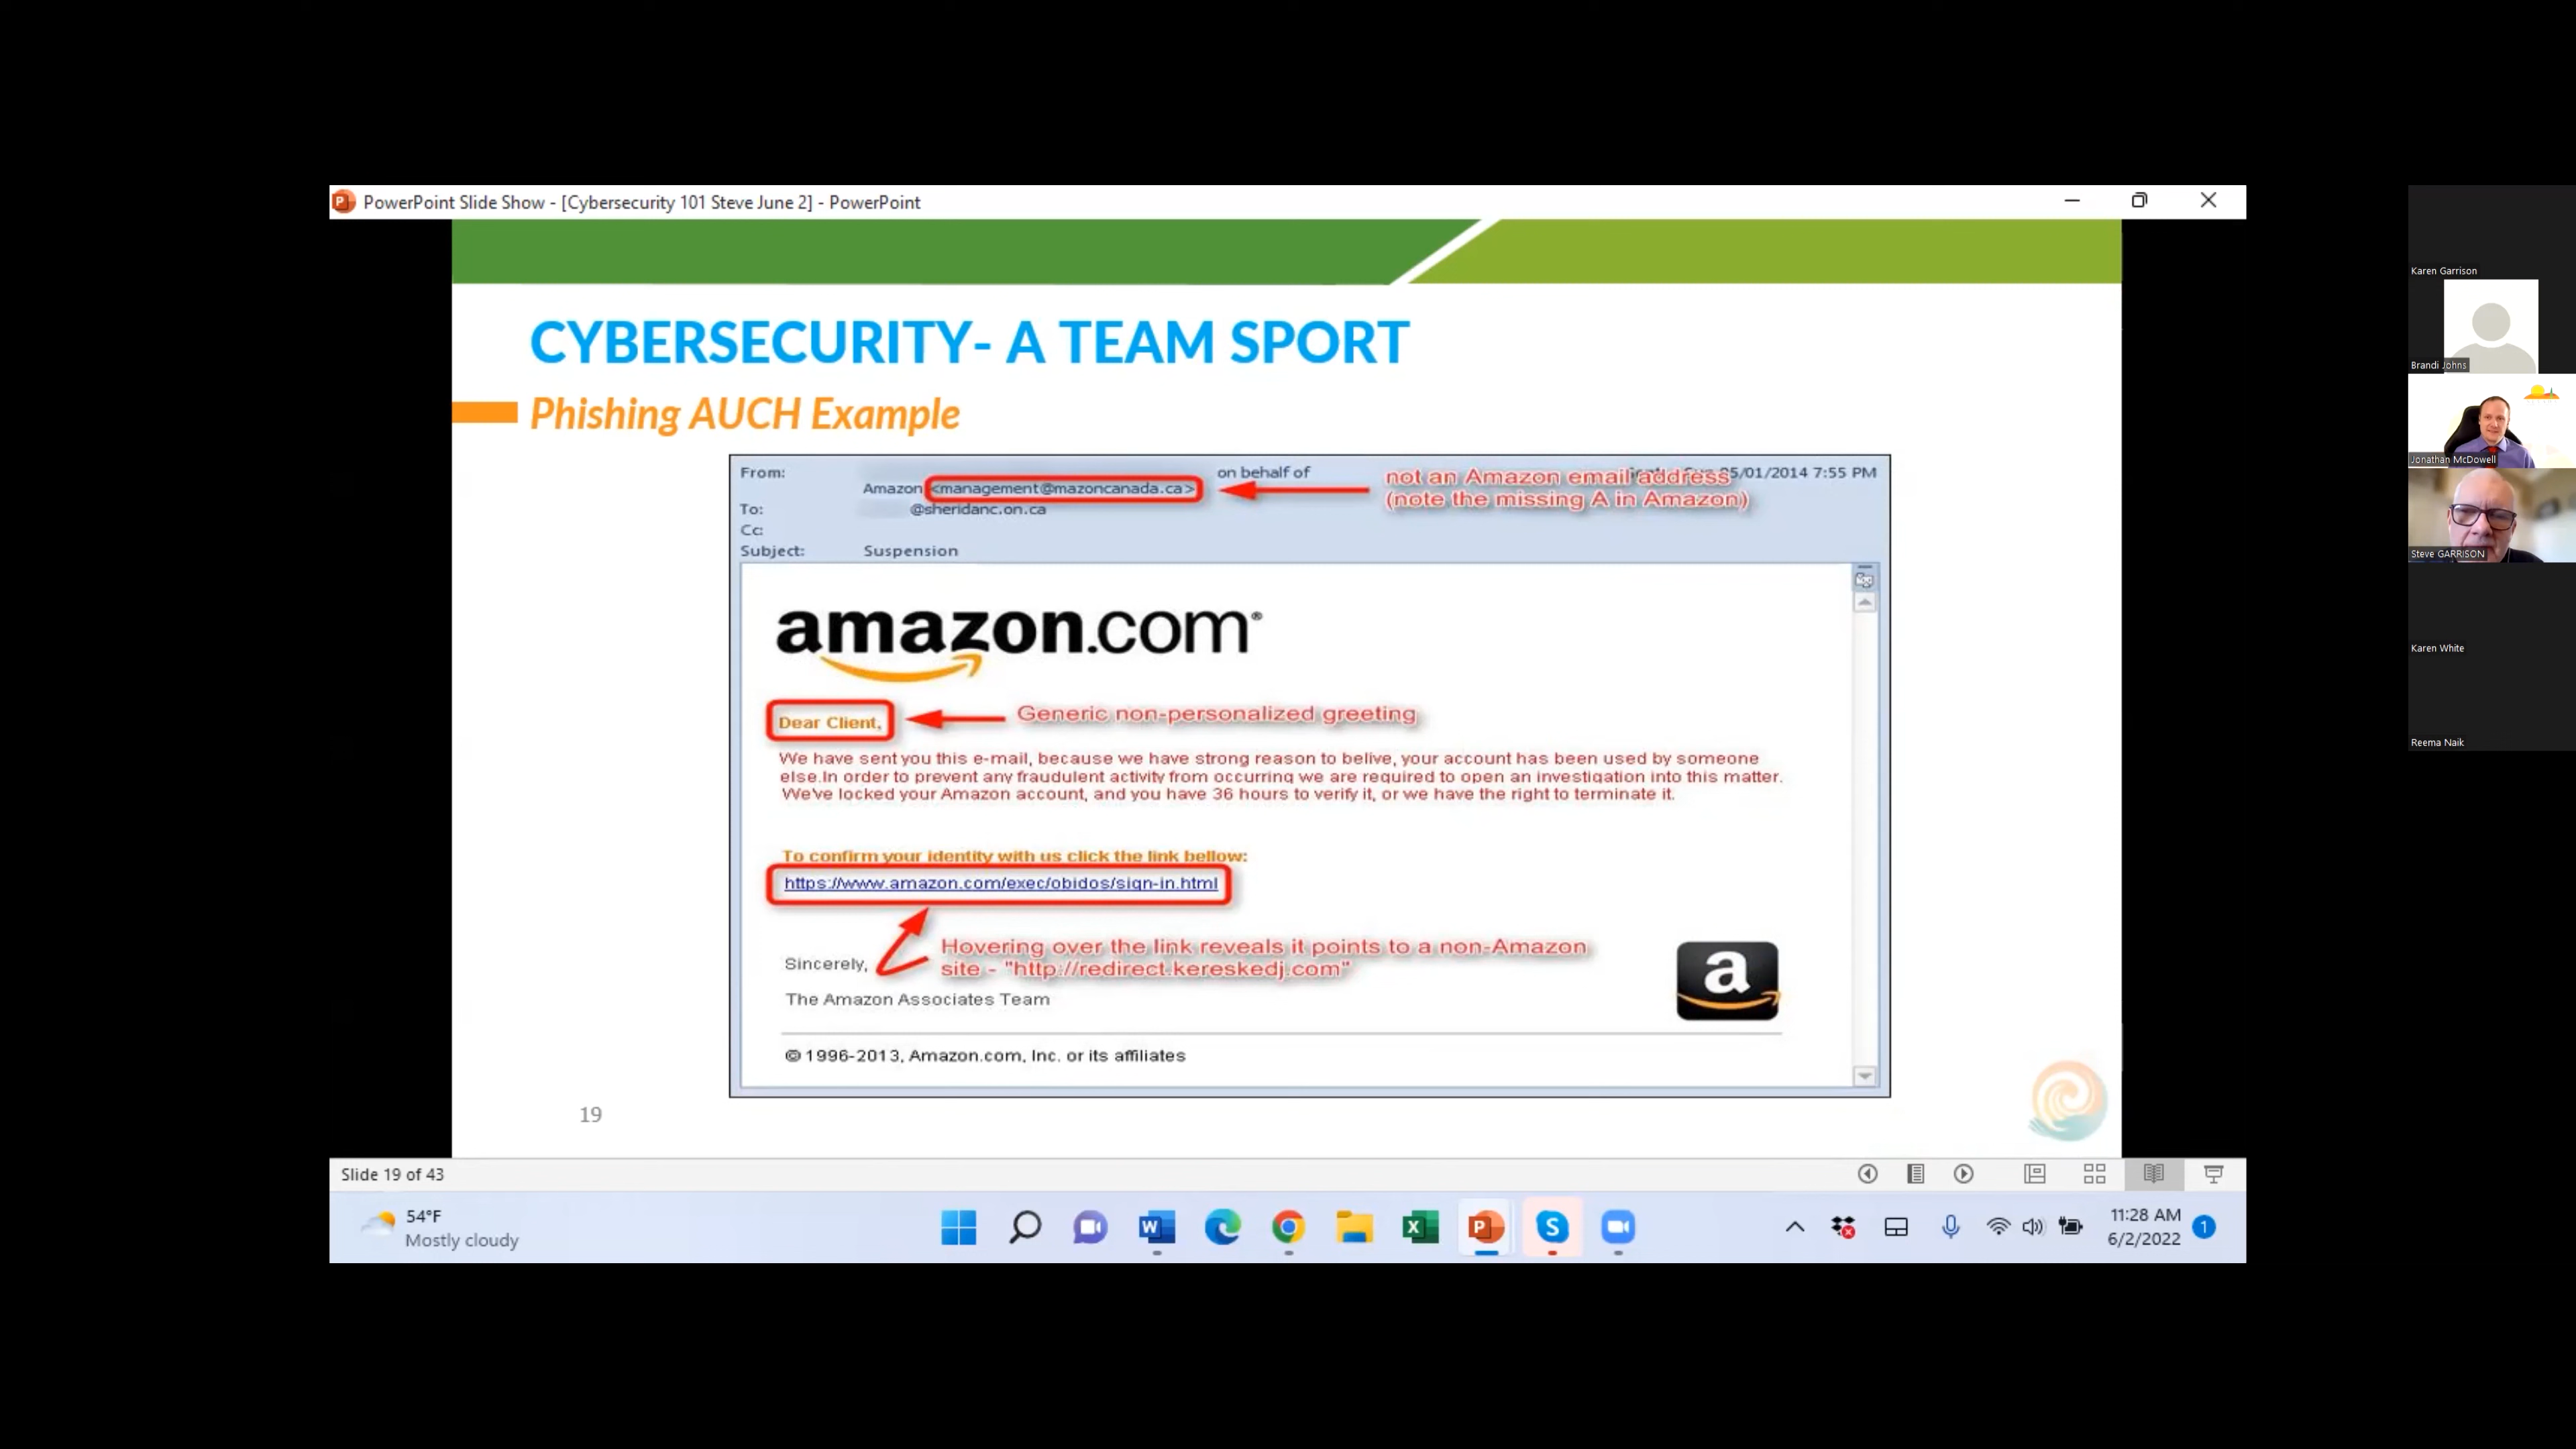 PowerPoint Slide Show - [Cybersecurity 101 Steve June 2] - PowerPoint
CYBERSECURITY- A TEAM SPORT
Phishing AUCH Example
From:
on behalf of
05/01/2014 7:55 PM
Amazon <management@mazoncanada.ca>
not an Amazon email address
(note the missing A in Amazon)
To:
@sheridanc.on.ca
Cc:
Subject: Suspension
amazon.com®
Dear Client,
Generic non-personalized greeting
We have sent you this e-mail, because we have strong reason to belive, your account has been used by someone
else.In order to prevent any fraudulent activity from occurring we are required to open an investigation into this matter.
We've locked your Amazon account, and you have 36 hours to verify it, or we have the right to terminate it.
To confirm your identity with us click the link bellow:
https://www.amazon.com/exec/obidos/sign-in.html
Hovering over the link reveals it points to a non-Amazon
site - "http://redirect.kereskedj.com"
Sincerely,
The Amazon Associates Team
a
© 1996-2013, Amazon.com, Inc. or its affiliates
19
Slide 19 of 43
54°F
Mostly cloudy
11:28 AM
6/2/2022
1
Karen Garrison
Brandi Johns
Jonathan McDowell
Steve GARRISON
Karen White
Reema Naik